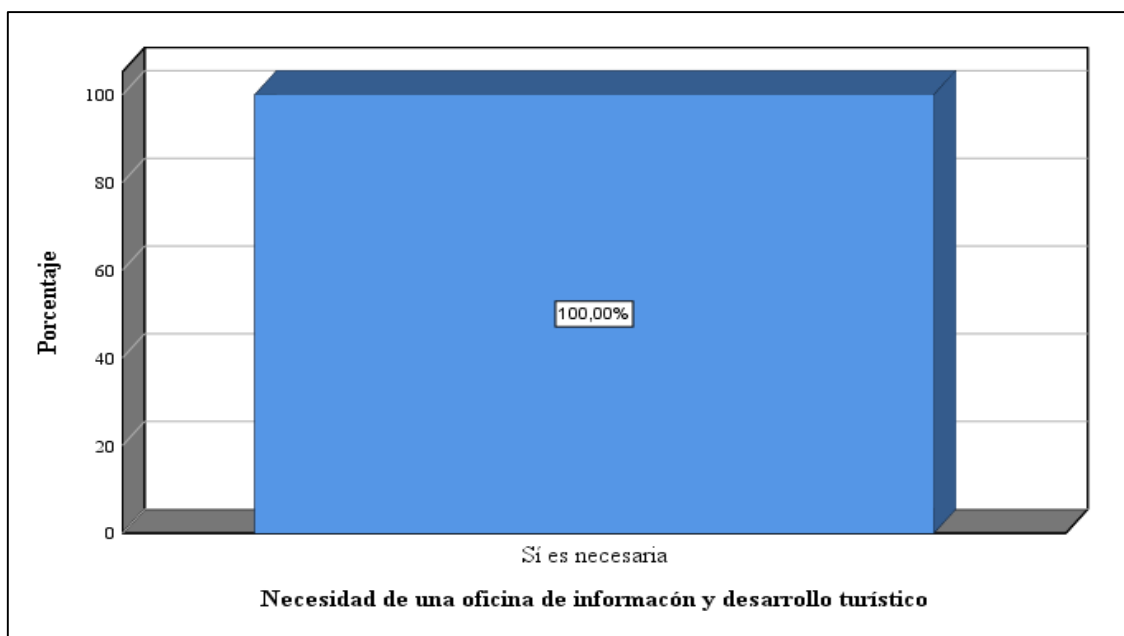 Porcentaje
100
80
60
40
20
0
100,00%
Sí es necesaria
Necesidad de una oficina de informacón y desarrollo turístico